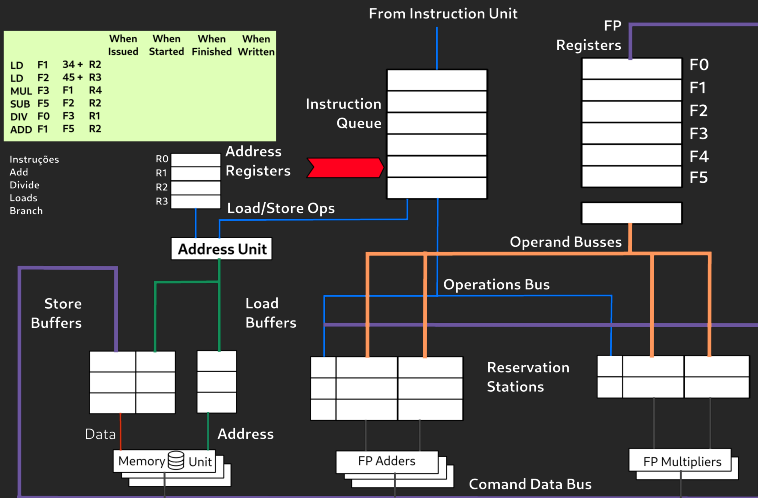 From Instruction Unit
When When When When
Issued Started Finished Written
LD F1 34 + R2
LD F2 45 + R3
MUL F3 F1 R4
SUB F5 F2 R2
DIV F0 F3 R1
ADD F1 F5 R2
FP
Registers
F0
F1
F2
F3
F4
F5
Instruction
Queue
Instruções
Add
Divide
Loads
Branch
R0
R1
R2
R3
Address
Registers
Load/Store Ops
Address Unit
Operand Busses
Operations Bus
Store
Buffers
Load
Buffers
Reservation
Stations
Data
Address
Memory Unit
FP Adders
FP Multipliers
Comand Data Bus